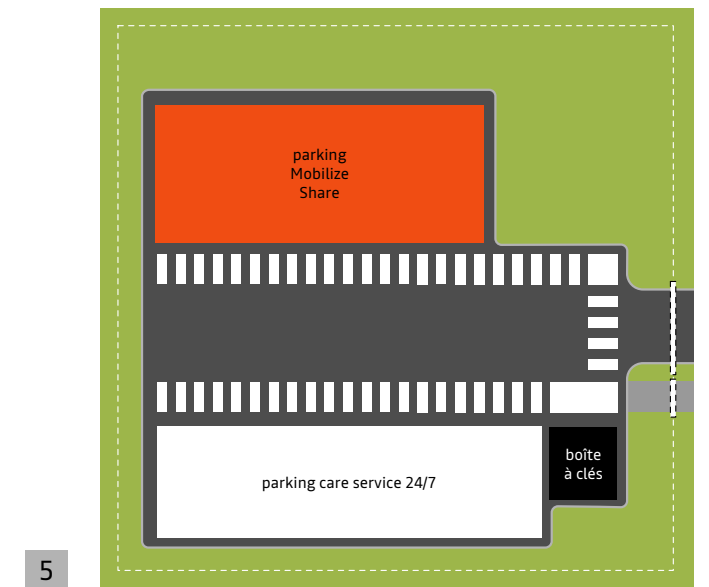 parking
Mobilize
Share
boîte
à clés
parking care service 24/7
5